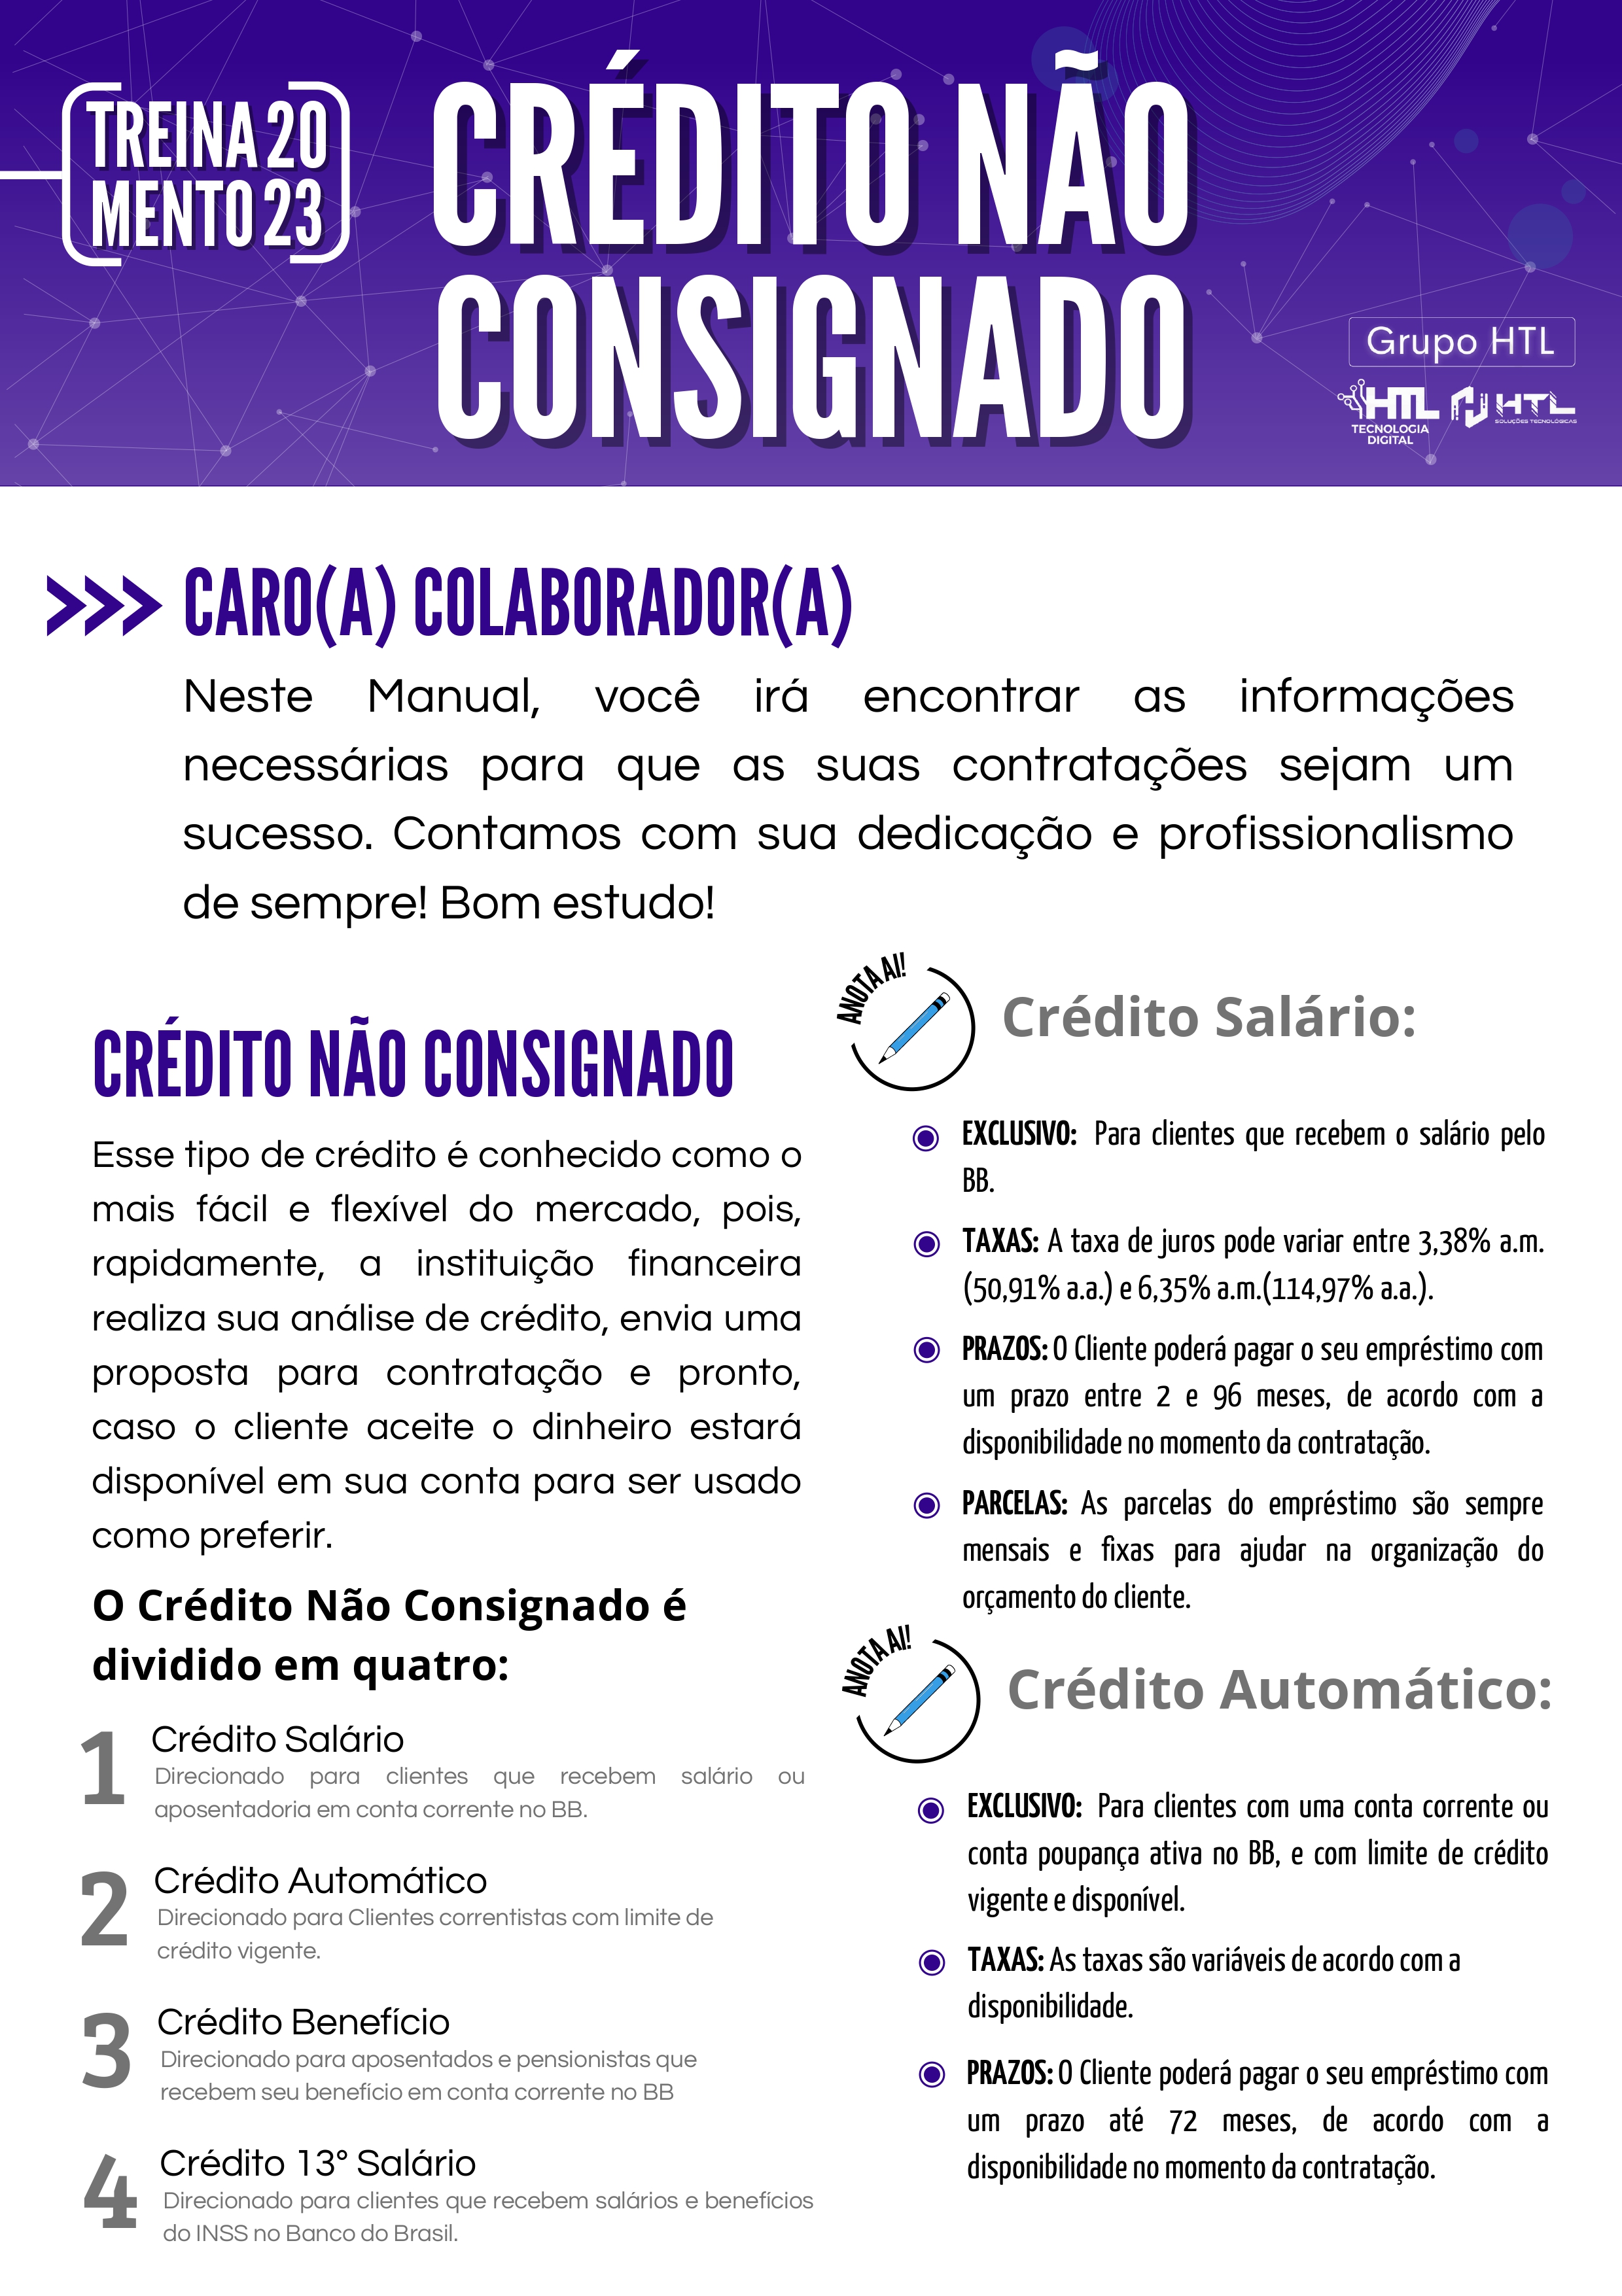 TREINA 20
MENTO 23
CRÉDITO NÃO
CONSIGNADO
Grupo HTL
HTL
TECNOLOGIA
DIGITAL
HTL
SOLUÇÕES TECNOLÓGICAS
>>> CARO(A) COLABORADOR(A)
Neste Manual, você irá encontrar as informações
necessárias para que as suas contratações sejam um
sucesso. Contamos com sua dedicação e profissionalismo
de sempre! Bom estudo!
CRÉDITO NÃO CONSIGNADO
Esse tipo de crédito é conhecido como o
mais fácil e flexível do mercado, pois,
rapidamente, a instituição financeira
realiza sua análise de crédito, envia uma
proposta para contratação e pronto,
caso o cliente aceite o dinheiro estará
disponível em sua conta para ser usado
como preferir.
O Crédito Não Consignado é
dividido em quatro:
1 Crédito Salário
Direcionado para clientes que recebem salário ou
aposentadoria em conta corrente no BB.
2 Crédito Automático
Direcionado para Clientes correntistas com limite de
crédito vigente.
3 Crédito Benefício
Direcionado para aposentados e pensionistas que
recebem seu benefício em conta corrente no BB
4 Crédito 13° Salário
Direcionado para clientes que recebem salários e benefícios
do INSS no Banco do Brasil.
ANOTA AI!
Crédito Salário:
EXCLUSIVO: Para clientes que recebem o salário pelo
BB.
TAXAS: A taxa de juros pode variar entre 3,38% a.m.
(50,91% a.a.) e 6,35% a.m.(114,97% a.a.).
PRAZOS: O Cliente poderá pagar o seu empréstimo com
um prazo entre 2 e 96 meses, de acordo com a
disponibilidade no momento da contratação.
PARCELAS: As parcelas do empréstimo são sempre
mensais e fixas para ajudar na organização do
orçamento do cliente.
ANOTA AI!
Crédito Automático:
EXCLUSIVO: Para clientes com uma conta corrente ou
conta poupança ativa no BB, e com limite de crédito
vigente e disponível.
TAXAS: As taxas são variáveis de acordo com a
disponibilidade.
PRAZOS: O Cliente poderá pagar o seu empréstimo com
um prazo até 72 meses, de acordo com a
disponibilidade no momento da contratação.